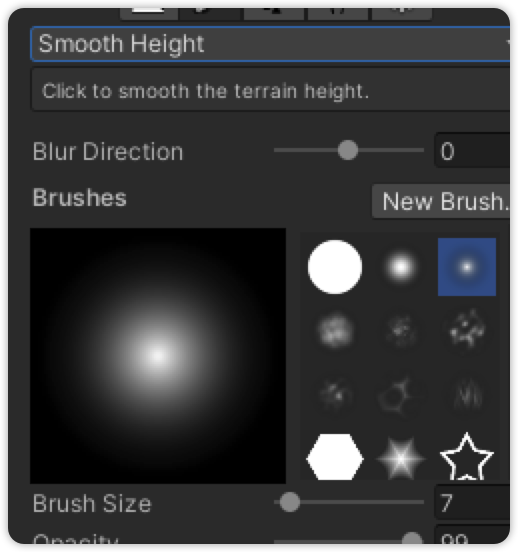 Smooth Height
Click to smooth the terrain height.
Blur Direction 0
Brushes New Brush.
Brush Size 7
Opacity 99